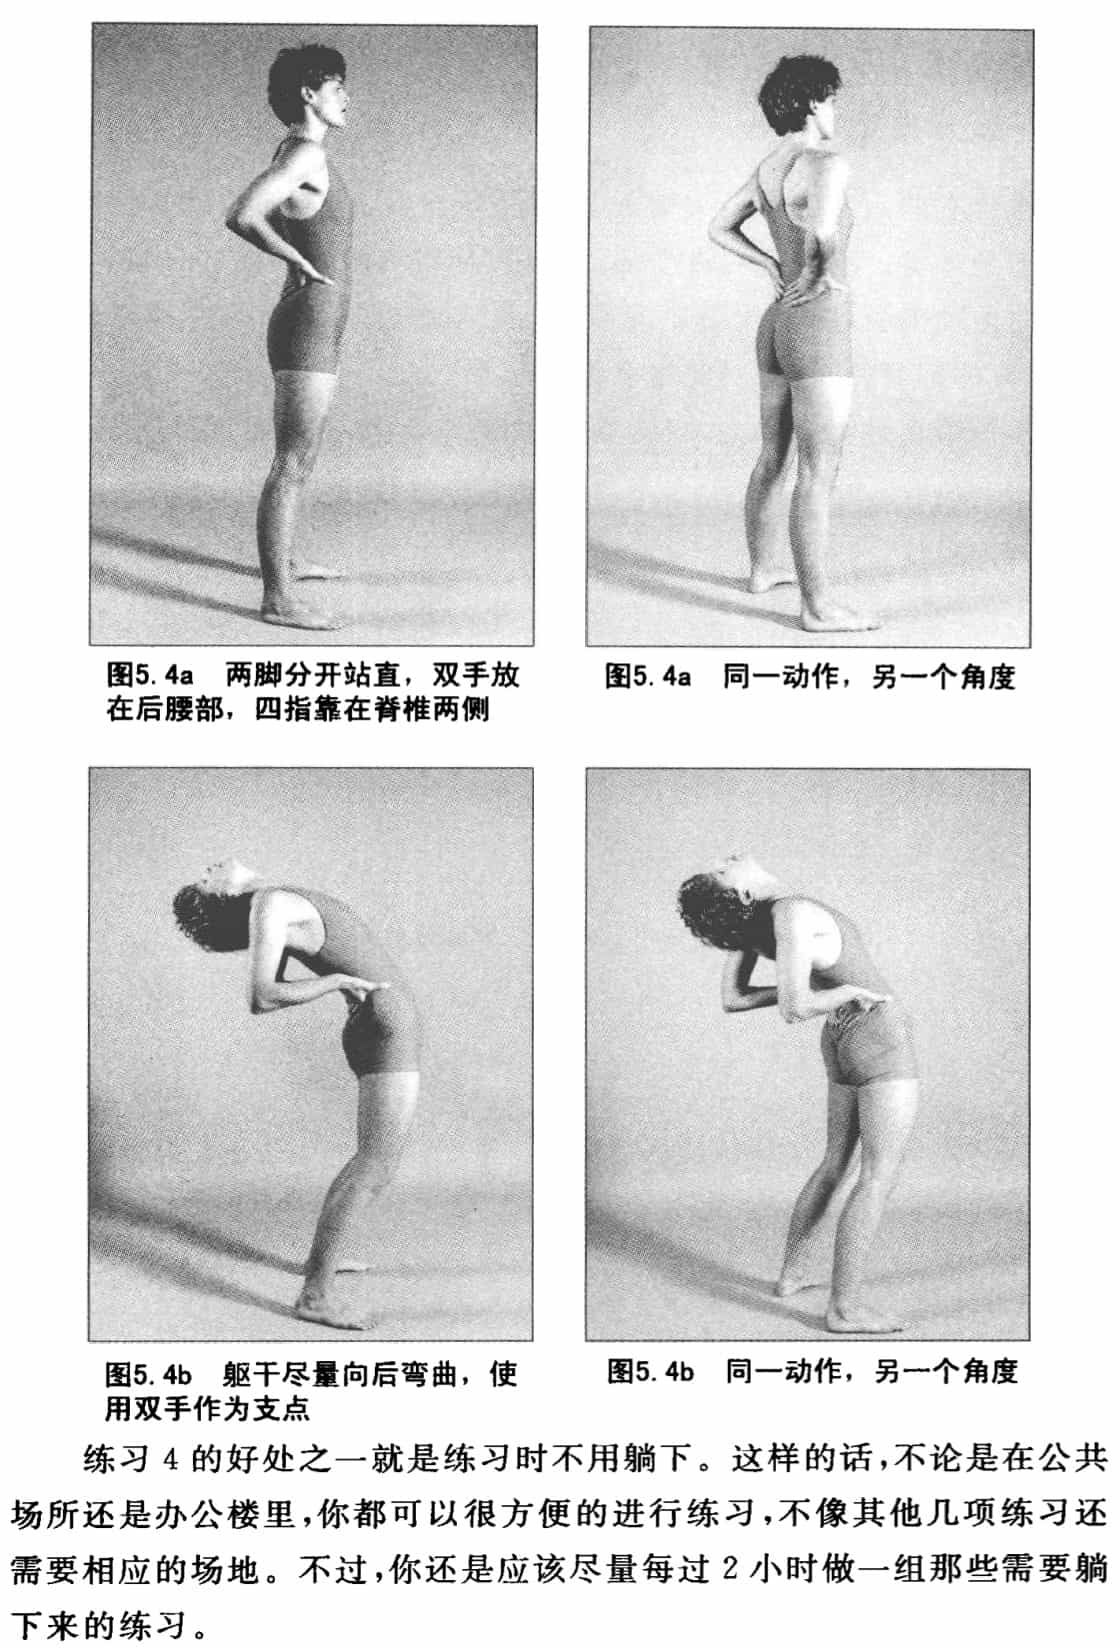 图5.4a 两脚分开站直，双手放
在后腰部，四指靠在脊椎两侧
图5.4a 同一动作，另一个角度
图5.4b 躯干尽量向后弯曲，使
用双手作为支点
图5.4b 同一动作，另一个角度
练习 4 的好处之一就是练习时不用躺下。这样的话,不论是在公共
场所还是办公楼里,你都可以很方便的进行练习,不像其他几项练习还
需要相应的场地。不过,你还是应该尽量每过 2 小时做一组那些需要躺
下来的练习。